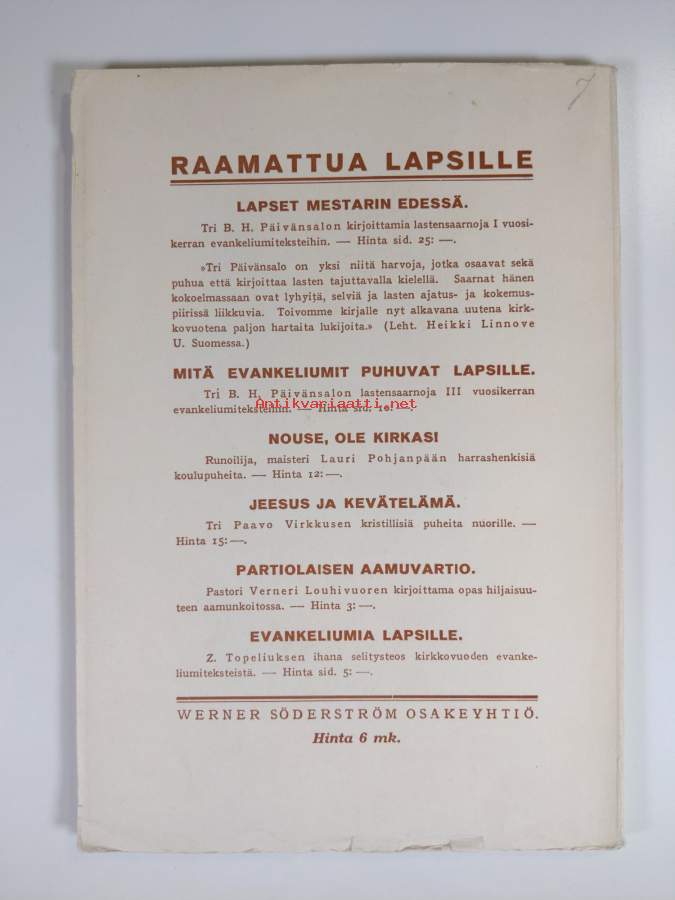 7
RAAMATTUA LAPSILLE
LAPSET MESTARIN EDESSÄ.
Tri B. H. Päivänsalon kirjoittamia lastensaarnoja I vuosi-
kerran evankeliumiteksteihin. — Hinta sid. 25: —.
»Tri Päivänsalo on yksi niitä harvoja, jotka osaavat sekä
puhua että kirjoittaa lasten tajuttavalla kielellä. Saarnat hänen
kokoelmassaan ovat lyhyitä, selviä ja lasten ajatus- ja kokemus-
piirissä liikkuvia. Toivomme kirjalle nyt alkavana uutena kirk-
kovuotena paljon hartaita lukijoita.» (Leht. Heikki Linnove
U. Suomessa.)
MITÄ EVANKELIUMIT PUHUVAT LAPSILLE.
Tri B. H. Päivänsalon lastensaarnoja III vuosikerran
evankeliumiteksteihin. — Hinta sid. 16: —.
Antikvariaatti.net
NOUSE, OLE KIRKAS!
Runoilija, maisteri Lauri Pohjanpään harrashenkisiä
koulupuheita. — Hinta 12: —.
JEESUS JA KEVÄTELÄMÄ.
Tri Paavo Virkkusen kristillisiä puheita nuorille. —
Hinta 15: —.
PARTIOLAISEN AAMUVARTIO.
Pastori Verneri Louhivuoren kirjoittama opas hiljaisuu-
teen aamunkoitossa. — Hinta 3: —.
EVANKELIUMIA LAPSILLE.
Z. Topeliuksen ihana selitysteos kirkkovuoden evanke-
liumiteksteistä. — Hinta sid. 5: —.
WERNER SÖDERSTRÖM OSAKEYHTIÖ.
Hinta 6 mk.